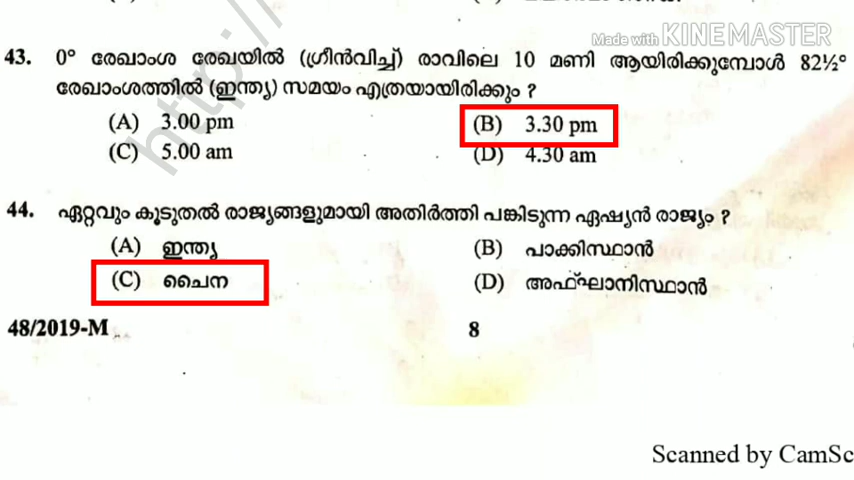 Made with KINEMASTER
43. 0° രേഖാംശ രേഖയിൽ (ഗ്രീൻവിച്ച്) രാവിലെ 10 മണി ആയിരിക്കുമ്പോൾ 82½°
രേഖാംശത്തിൽ (ഇന്ത്യ) സമയം എത്രയായിരിക്കും ?
(A) 3.00 pm (B) 3.30 pm
(C) 5.00 am (D) 4.30 am
44. ഏറ്റവും കൂടുതൽ രാജ്യങ്ങളുമായി അതിർത്തി പങ്കിടുന്ന ഏഷ്യൻ രാജ്യം ?
(A) ഇന്ത്യ (B) പാക്കിസ്ഥാൻ
(C) ചൈന (D) അഫ്ഘാനിസ്ഥാൻ
48/2019-M 8
http://
Scanned by CamSc